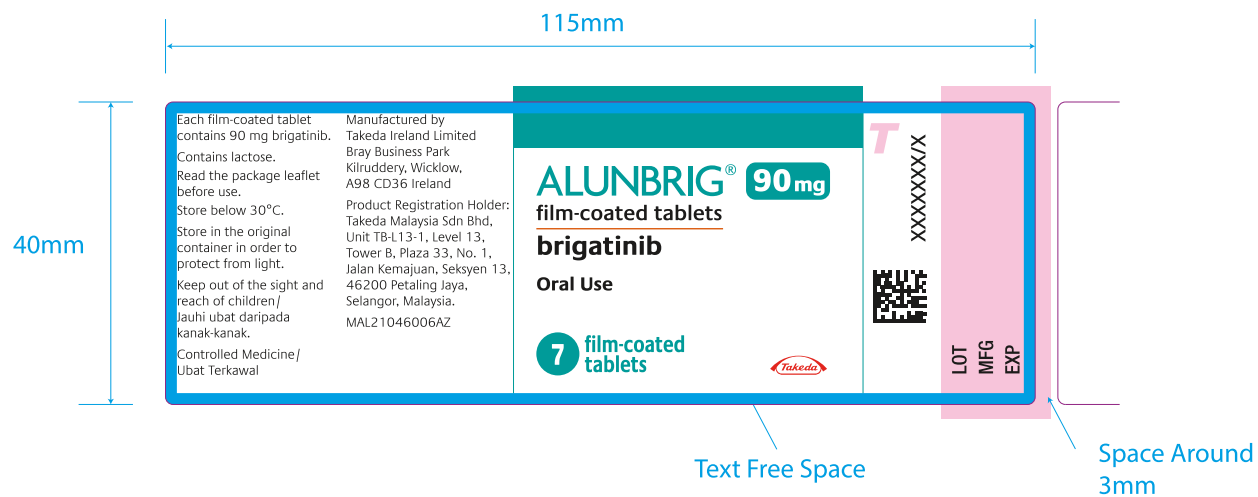 115mm
40mm
Each film-coated tablet
contains 90 mg brigatinib.
Contains lactose.
Read the package leaflet
before use.
Store below 30°C.
Store in the original
container in order to
protect from light.
Keep out of the sight and
reach of children/
Jauhi ubat daripada
kanak-kanak.
Controlled Medicine/
Ubat Terkawal
Manufactured by
Takeda Ireland Limited
Bray Business Park
Kilruddery, Wicklow,
A98 CD36 Ireland
Product Registration Holder:
Takeda Malaysia Sdn Bhd,
Unit TB-L13-1, Level 13,
Tower B, Plaza 33, No. 1,
Jalan Kemajuan, Seksyen 13,
46200 Petaling Jaya,
Selangor, Malaysia.
MAL21046006AZ
ALUNBRIG® 90 mg
film-coated tablets
brigatinib
Oral Use
7 film-coated
tablets
Takeda
T
XXXXXXX/X
LOT
MFG
EXP
Text Free Space
Space Around
3mm